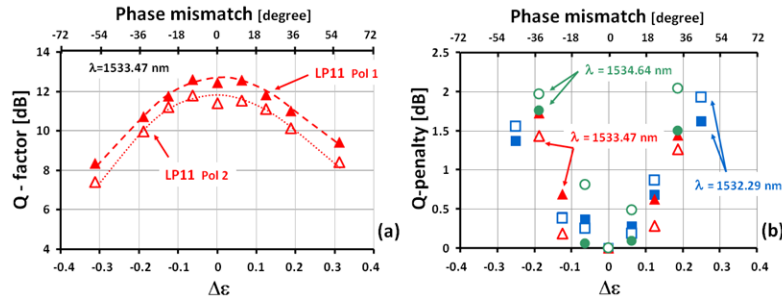 Phase mismatch [degree]
-72 -54 -36 -18 0 18 36 54 72
14
12
10
8
6
4
Q - factor [dB]
λ=1533.47 nm
LP11 Pol 1
LP11 Pol 2
(a)
-0.4 -0.3 -0.2 -0.1 0 0.1 0.2 0.3 0.4
Δε
Phase mismatch [degree]
-72 -54 -36 -18 0 18 36 54 72
2.5
2
1.5
1
0.5
0
Q-penalty [dB]
λ = 1534.64 nm
λ = 1533.47 nm
λ = 1532.29 nm
(b)
-0.4 -0.3 -0.2 -0.1 0 0.1 0.2 0.3 0.4
Δε